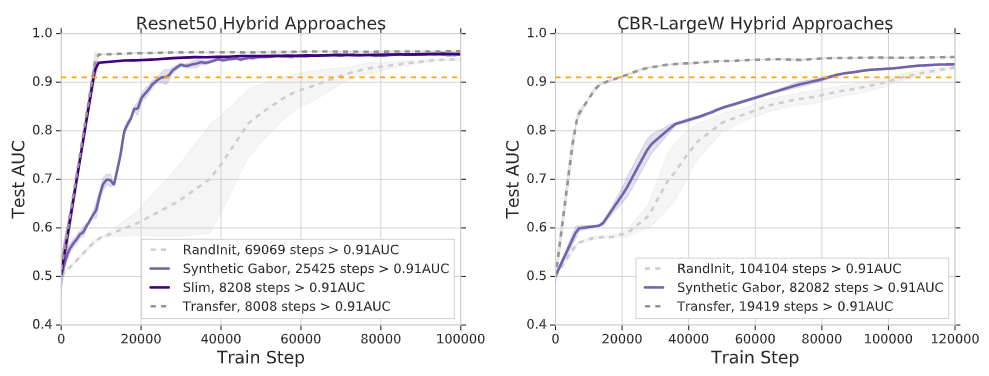 Resnet50 Hybrid Approaches
1.0
0.9
0.8
0.7
0.6
0.5
0.4
Test AUC
RandInit, 69069 steps > 0.91AUC
Synthetic Gabor, 25425 steps > 0.91AUC
Slim, 8208 steps > 0.91AUC
Transfer, 8008 steps > 0.91AUC
0 20000 40000 60000 80000 100000
Train Step
CBR-LargeW Hybrid Approaches
1.0
0.9
0.8
0.7
0.6
0.5
0.4
Test AUC
RandInit, 104104 steps > 0.91AUC
Synthetic Gabor, 82082 steps > 0.91AUC
Transfer, 19419 steps > 0.91AUC
0 20000 40000 60000 80000 100000 120000
Train Step